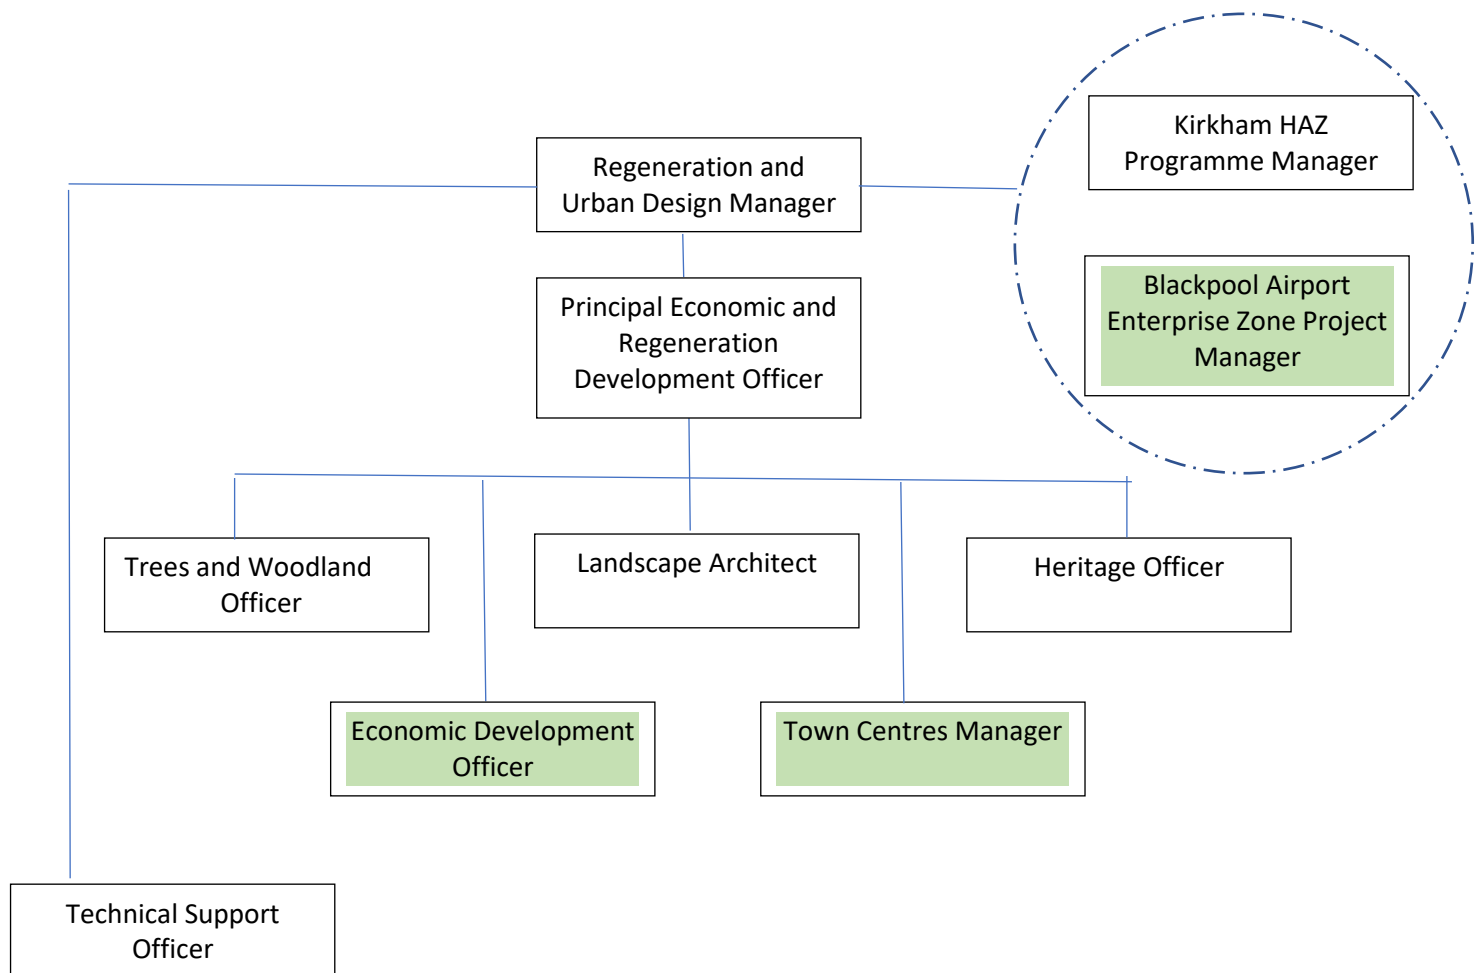 Kirkham HAZ
Programme Manager
Regeneration and
Urban Design Manager
Blackpool Airport
Enterprise Zone Project
Manager
Principal Economic and
Regeneration
Development Officer
Trees and Woodland
Officer
Landscape Architect
Heritage Officer
Economic Development
Officer
Town Centres Manager
Technical Support
Officer